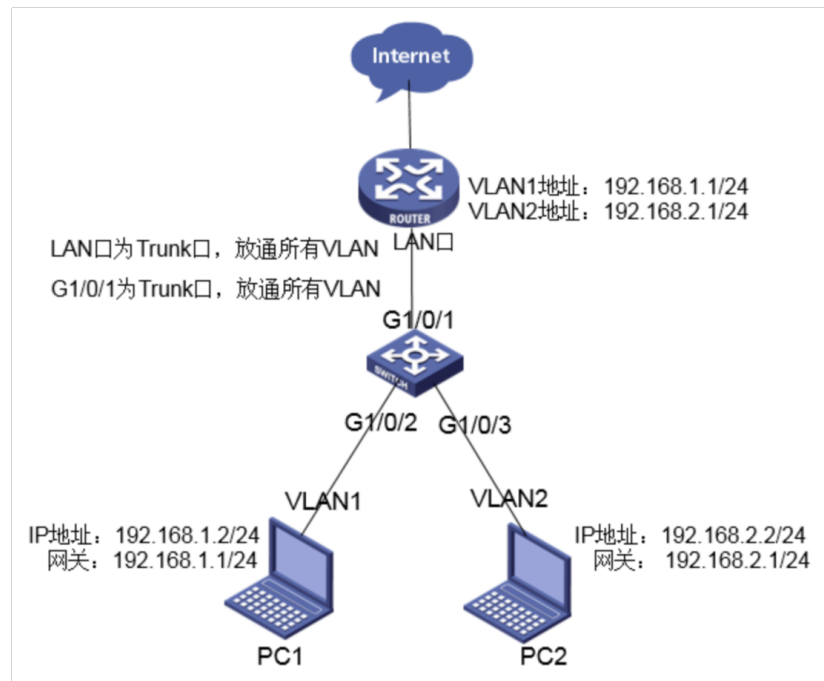 Internet
VLAN1地址：192.168.1.1/24
VLAN2地址：192.168.2.1/24
ROUTER
LAN口
LAN口为Trunk口，放通所有VLAN
G1/0/1为Trunk口，放通所有VLAN
G1/0/1
SWITCH
G1/0/2
G1/0/3
VLAN1
VLAN2
IP地址：192.168.1.2/24
网关：192.168.1.1/24
IP地址：192.168.2.2/24
网关： 192.168.2.1/24
PC1
PC2